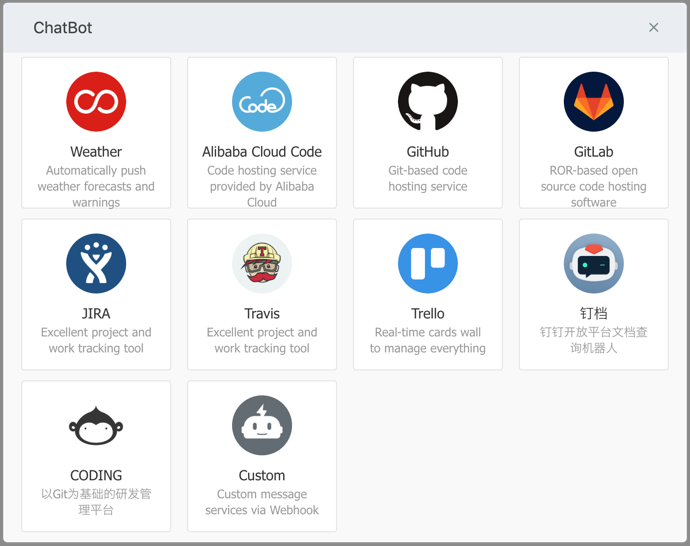 ChatBot
Weather
Automatically push
weather forecasts and
warnings
Alibaba Cloud Code
Code hosting service
provided by Alibaba
Cloud
GitHub
Git-based code
hosting service
GitLab
ROR-based open
source code hosting
software
JIRA
Excellent project and
work tracking tool
Travis
Excellent project and
work tracking tool
Trello
Real-time cards wall
to manage everything
钉档
钉钉开放平台文档查
询机器人
CODING
以Git为基础的研发管
理平台
Custom
Custom message
services via Webhook
Code
T